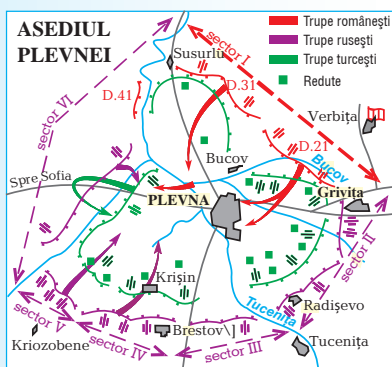 ASEDIUL
PLEVNEI
Trupe românești
Trupe rusești
Trupe turcești
Redute
Susurlu
sector I
sector VI
D.41
D.31
Verbița
D.21
Bucov
Bucov
Spre Sofia
Grivița
PLEVNA
sector II
Krișin
Radișevo
Tucenița
sector V
Brestov\]
Kriozobene
sector IV
sector III
Tucenița